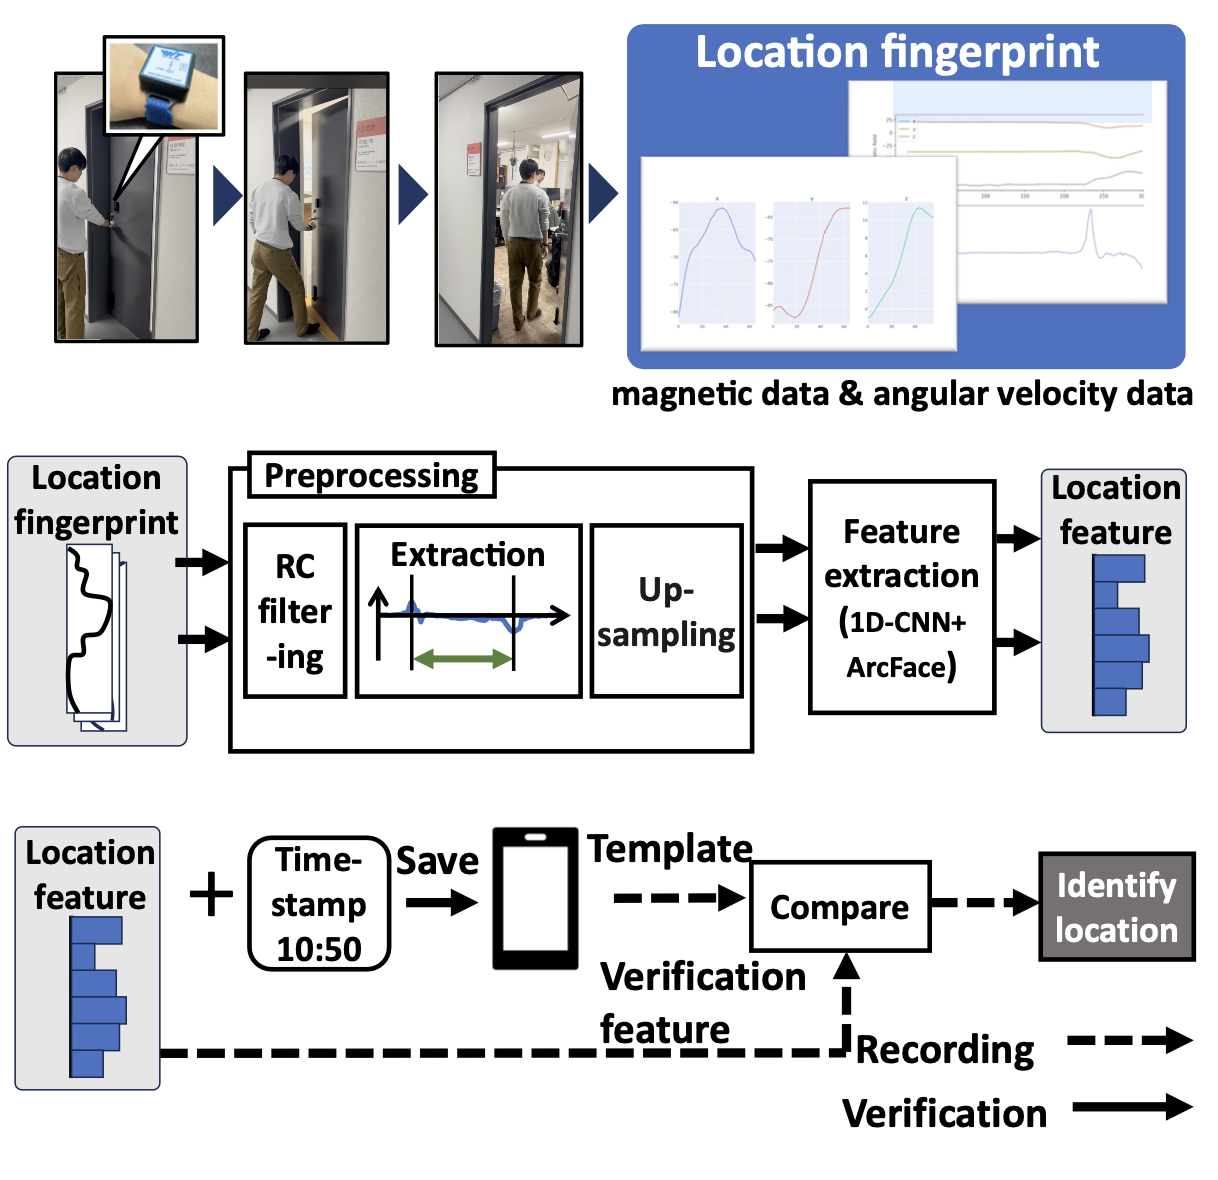 Location fingerprint
magnetic data & angular velocity data
Location
fingerprint
Preprocessing
RC
filter
-ing
Extraction
Up-
sampling
Feature
extraction
(1D-CNN+
ArcFace)
Location
feature
Location
feature
+
Time-
stamp
10:50
Save
Template
Verification
feature
Compare
Identify
location
Recording
Verification